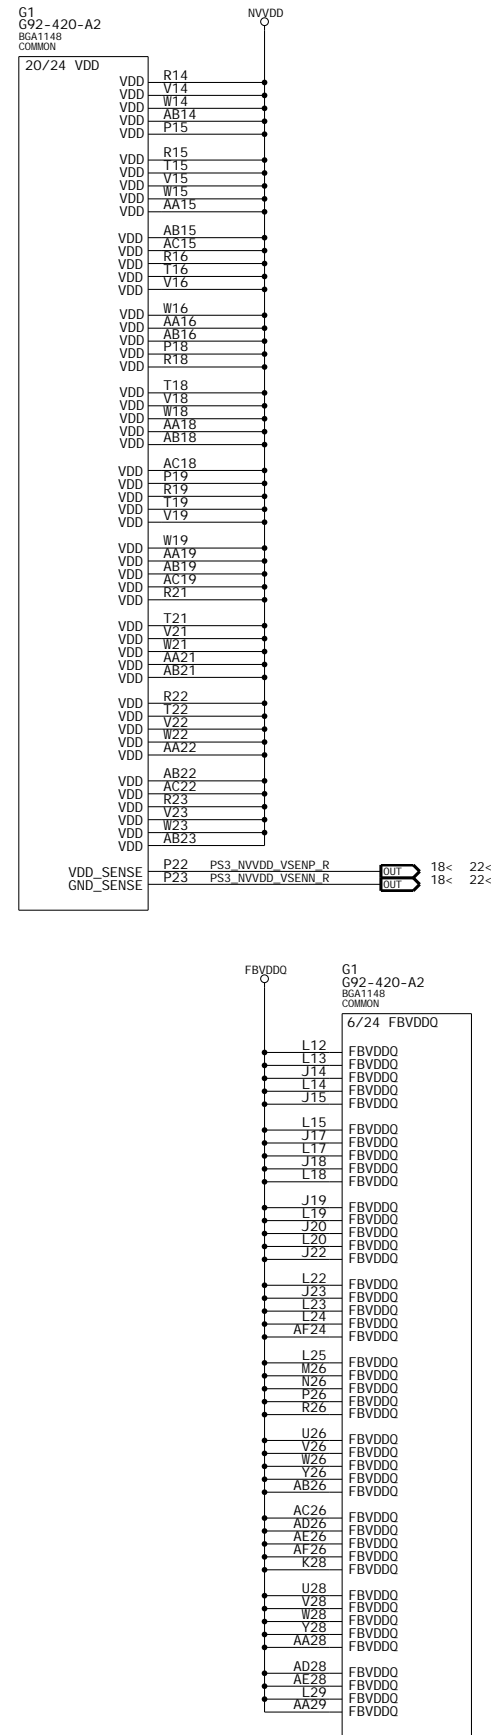 G1
G92-420-A2
BGA1148
COMMON
NVVDD
20/24 VDD
VDD R14
VDD V14
VDD W14
VDD AB14
VDD P15
VDD R15
VDD T15
VDD V15
VDD W15
VDD AA15
VDD AB15
VDD AC15
VDD R16
VDD T16
VDD V16
VDD W16
VDD AA16
VDD AB16
VDD P18
VDD R18
VDD T18
VDD V18
VDD W18
VDD AA18
VDD AB18
VDD AC18
VDD P19
VDD R19
VDD T19
VDD V19
VDD W19
VDD AA19
VDD AB19
VDD AC19
VDD R21
VDD T21
VDD V21
VDD W21
VDD AA21
VDD AB21
VDD R22
VDD T22
VDD V22
VDD W22
VDD AA22
VDD AB22
VDD AC22
VDD R23
VDD V23
VDD W23
VDD AB23
VDD_SENSE P22 PS3_NVVDD_VSENP_R OUT 18< 22<
GND_SENSE P23 PS3_NVVDD_VSENN_R OUT 18< 22<
FBVDDQ
G1
G92-420-A2
BGA1148
COMMON
6/24 FBVDDQ
L12 FBVDDQ
L13 FBVDDQ
J14 FBVDDQ
L14 FBVDDQ
J15 FBVDDQ
L15 FBVDDQ
J17 FBVDDQ
L17 FBVDDQ
J18 FBVDDQ
L18 FBVDDQ
J19 FBVDDQ
L19 FBVDDQ
J20 FBVDDQ
L20 FBVDDQ
J22 FBVDDQ
L22 FBVDDQ
J23 FBVDDQ
L23 FBVDDQ
L24 FBVDDQ
AF24 FBVDDQ
L25 FBVDDQ
M26 FBVDDQ
N26 FBVDDQ
P26 FBVDDQ
R26 FBVDDQ
U26 FBVDDQ
V26 FBVDDQ
W26 FBVDDQ
Y26 FBVDDQ
AB26 FBVDDQ
AC26 FBVDDQ
AD26 FBVDDQ
AE26 FBVDDQ
AF26 FBVDDQ
K28 FBVDDQ
U28 FBVDDQ
V28 FBVDDQ
W28 FBVDDQ
Y28 FBVDDQ
AA28 FBVDDQ
AD28 FBVDDQ
AE28 FBVDDQ
L29 FBVDDQ
AA29 FBVDDQ